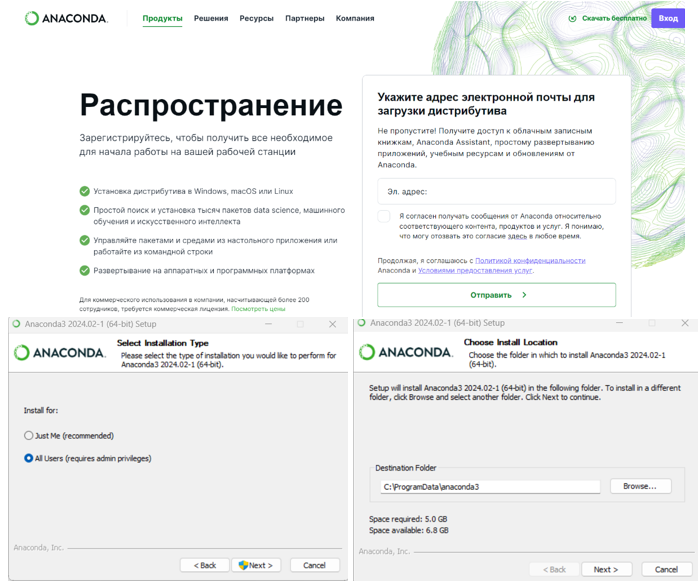 ANACONDA.
Продукты
Решения
Ресурсы
Партнеры
Компания
Скачать бесплатно
Вход
Распространение
Зарегистрируйтесь, чтобы получить все необходимое
для начала работы на вашей рабочей станции
Установка дистрибутива в Windows, macOS или Linux
Простой поиск и установка тысяч пакетов data science, машинного
обучения и искусственного интеллекта
Управляйте пакетами и средами из настольного приложения или
работайте из командной строки
Развертывание на аппаратных и программных платформах
Для коммерческого использования в компании, насчитывающей более 200
сотрудников, требуется коммерческая лицензия. Посмотреть цены
Укажите адрес электронной почты для
загрузки дистрибутива
Не пропустите! Получите доступ к облачным записным
книжкам, Anaconda Assistant, простому развертыванию
приложений, учебным ресурсам и обновлениям от
Anaconda.
Эл. адрес:
Я согласен получать сообщения от Anaconda относительно
соответствующего контента, продуктов и услуг. Я понимаю,
что могу отозвать это согласие здесь в любое время.
Продолжая, я соглашаюсь с Политикой конфиденциальности
Anaconda и Условиями предоставления услуг.
Отправить
Anaconda3 2024.02-1 (64-bit) Setup
ANACONDA.
Select Installation Type
Please select the type of installation you would like to perform for
Anaconda3 2024.02-1 (64-bit).
Install for:
Just Me (recommended)
All Users (requires admin privileges)
Anaconda, Inc.
< Back
Next >
Cancel
Anaconda3 2024.02-1 (64-bit) Setup
ANACONDA.
Choose Install Location
Choose the folder in which to install Anaconda3 2024.02-1
(64-bit).
Setup will install Anaconda3 2024.02-1 (64-bit) in the following folder. To install in a different
folder, click Browse and select another folder. Click Next to continue.
Destination Folder
C:\ProgramData\anaconda3
Browse...
Space required: 5.0 GB
Space available: 6.8 GB
Anaconda, Inc.
< Back
Next >
Cancel